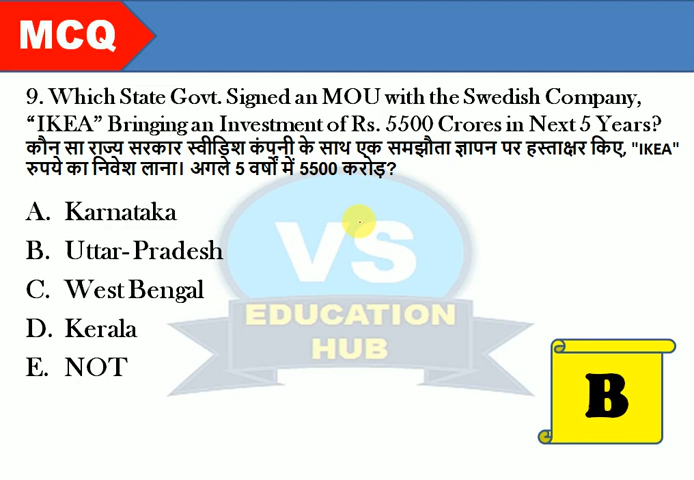 MCQ
9. Which State Govt. Signed an MOU with the Swedish Company,
“IKEA” Bringing an Investment of Rs. 5500 Crores in Next 5 Years?
कौन सा राज्य सरकार स्वीडिश कंपनी के साथ एक समझौता ज्ञापन पर हस्ताक्षर किए, "IKEA"
रुपये का निवेश लाना। अगले 5 वर्षों में 5500 करोड़?
A. Karnataka
B. Uttar-Pradesh
C. West Bengal
D. Kerala
E. NOT
VS
EDUCATION
HUB
B